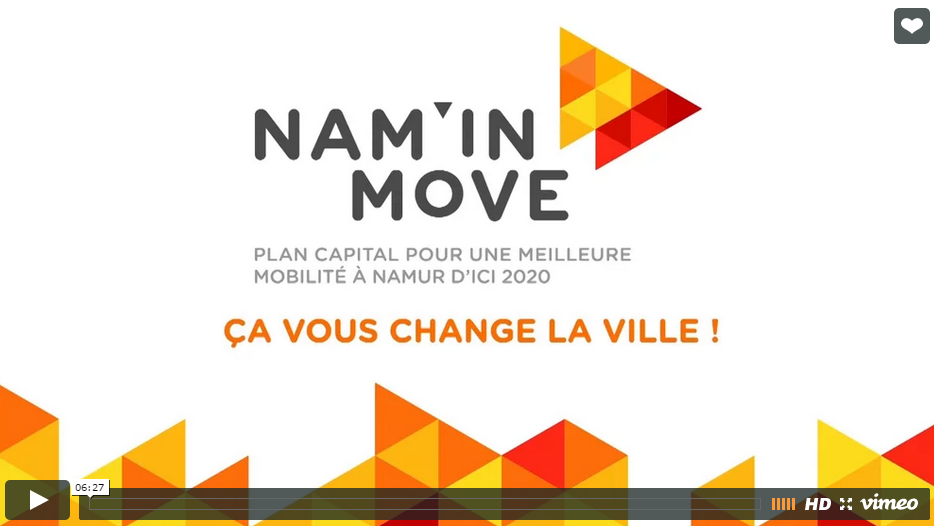 NAM'IN
MOVE
PLAN CAPITAL POUR UNE MEILLEURE
MOBILITÉ À NAMUR D'ICI 2020
ÇA VOUS CHANGE LA VILLE !
06:27
HD vimeo